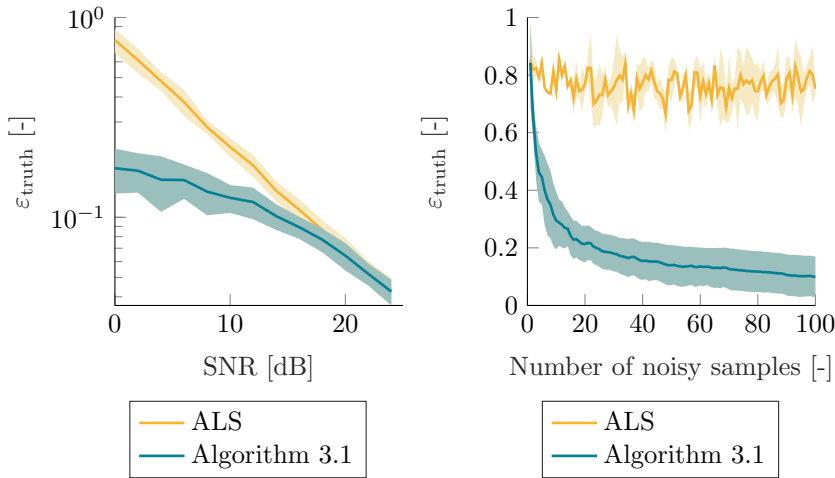 10^0
10^{-1}
ε_truth [-]
0
10
20
SNR [dB]
ALS
Algorithm 3.1
1
0.8
0.6
0.4
0.2
0
ε_truth [-]
0
20
40
60
80
100
Number of noisy samples [-]
ALS
Algorithm 3.1